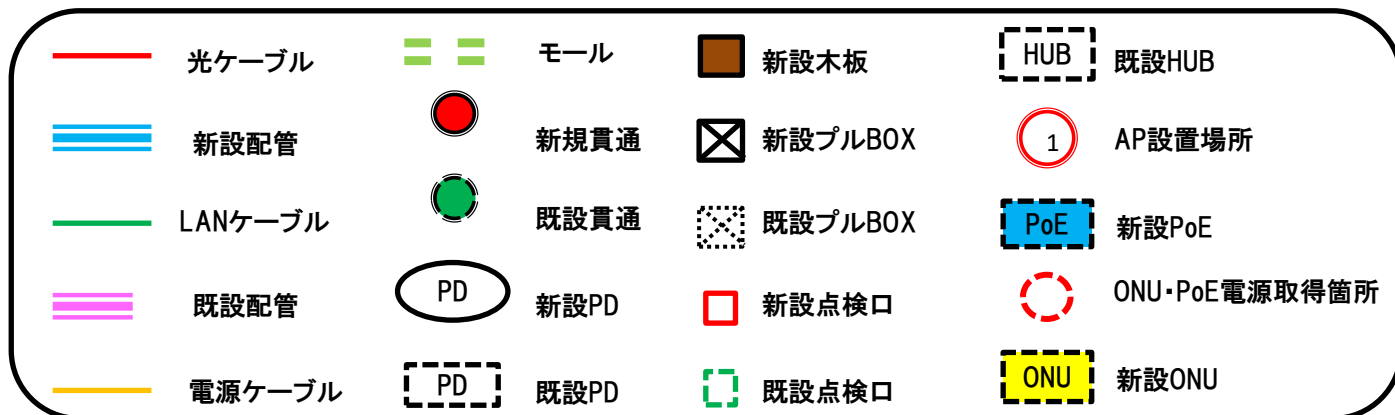 光ケーブル
モール
新設木板
HUB 既設HUB
新設配管
新規貫通
新設プルBOX
1 AP設置場所
LANケーブル
既設貫通
既設プルBOX
PoE 新設PoE
既設配管
PD 新設PD
新設点検口
ONU・PoE電源取得箇所
電源ケーブル
PD 既設PD
既設点検口
ONU 新設ONU